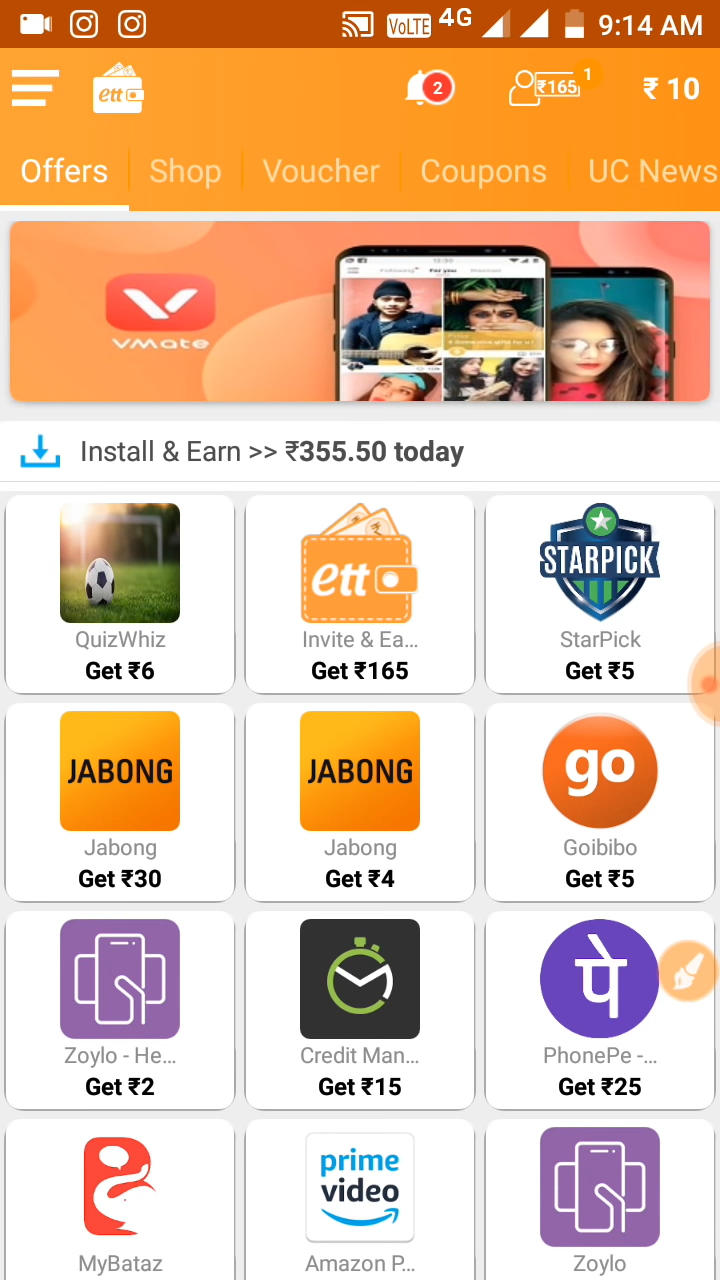 VoLTE 4G 9:14 AM
ett 2 ₹165 1 ₹ 10
Offers Shop Voucher Coupons UC News
VMate
Following For you
Install & Earn >> ₹355.50 today
ett STARPICK
QuizWhiz Invite & Ea... StarPick
Get ₹6 Get ₹165 Get ₹5
JABONG JABONG go
Jabong Jabong Goibibo
Get ₹30 Get ₹4 Get ₹5
पे
Zoylo - He... Credit Man... PhonePe -...
Get ₹2 Get ₹15 Get ₹25
prime
video
MyBataz Amazon P... Zoylo